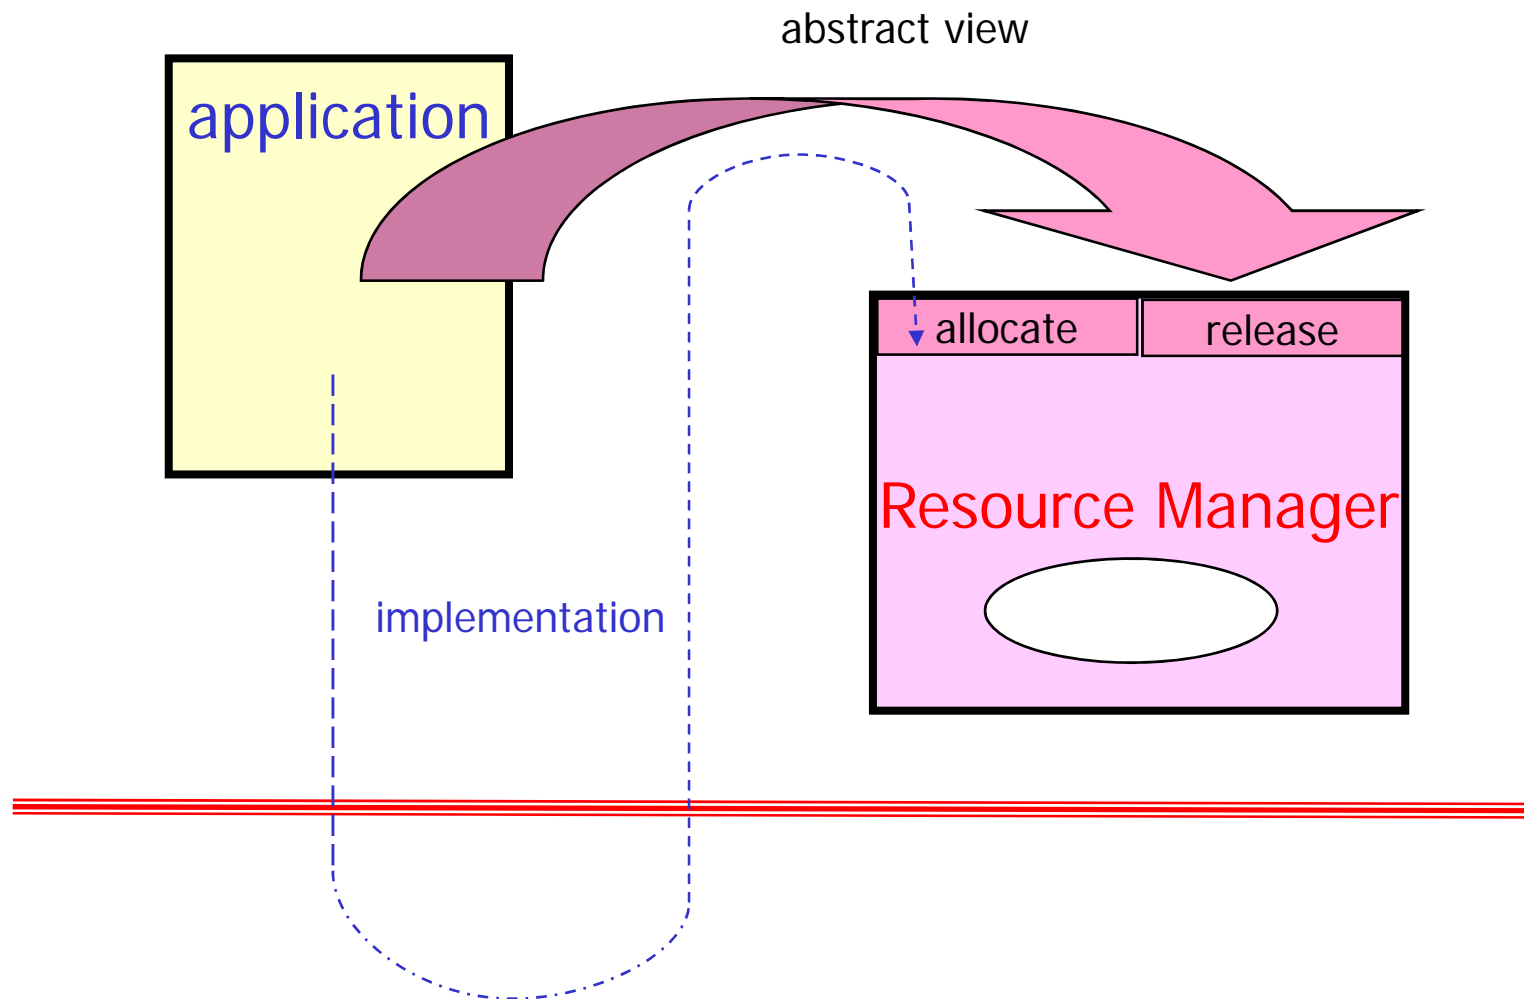 abstract view
application
allocate
release
Resource Manager
implementation